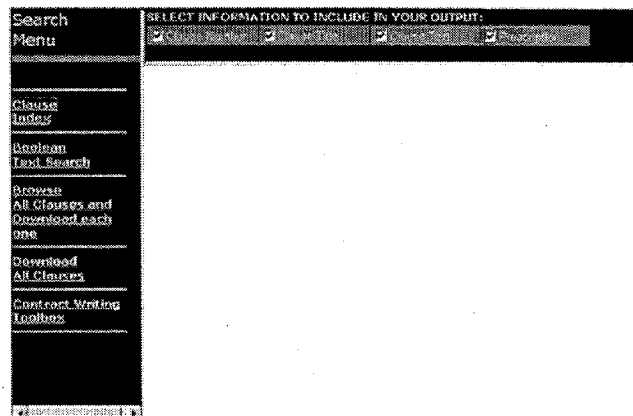 Search
Menu
SELECT INFORMATION TO INCLUDE IN YOUR OUTPUT:
Clause
Index
Boolean
Text Search
Browse
All Clauses and
Download each
one
Download
All Clauses
Contract Writing
Toolbox